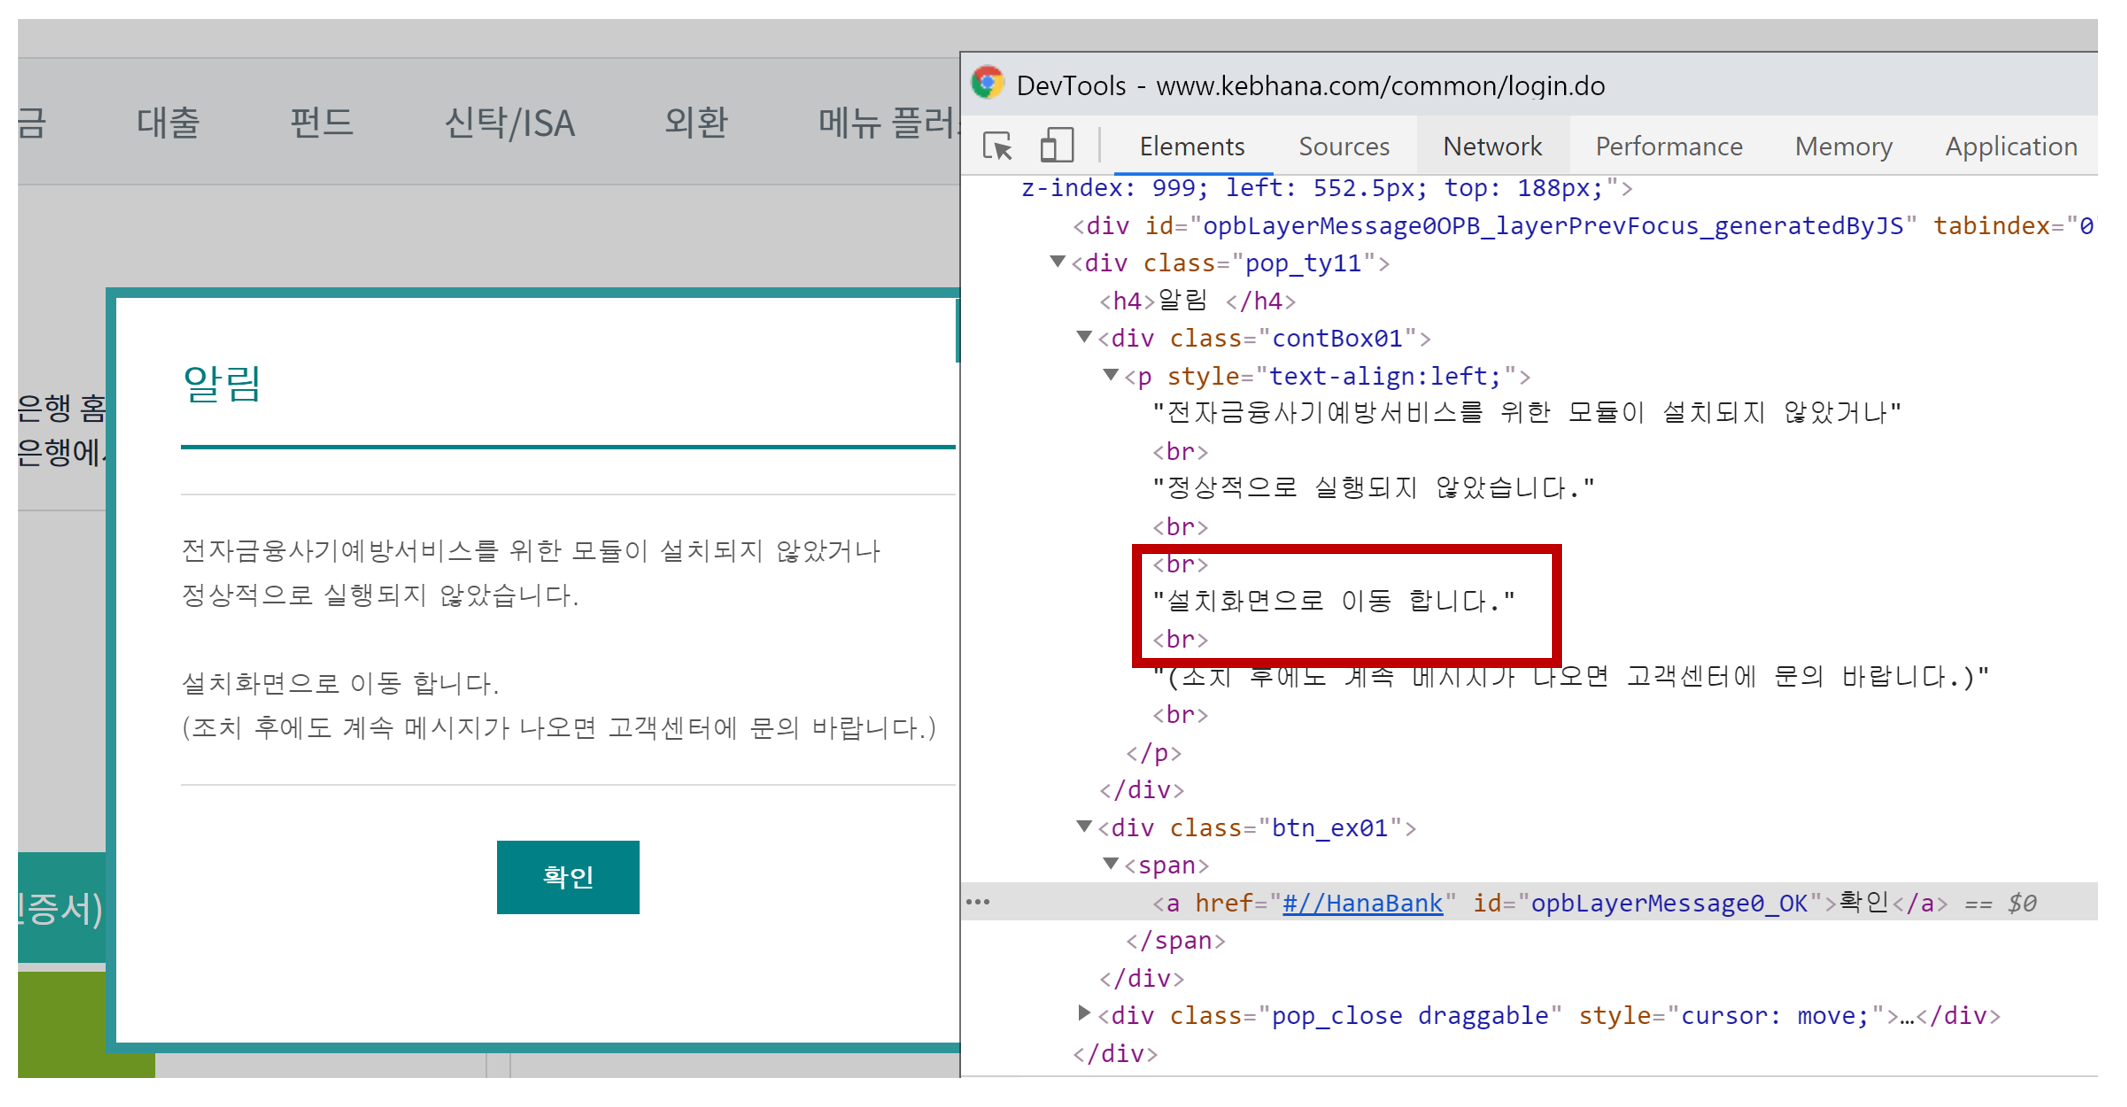 금 대출 펀드 신탁/ISA 외환 메뉴 플러
은행 홈
은행에서
알림
전자금융사기예방서비스를 위한 모듈이 설치되지 않았거나
정상적으로 실행되지 않았습니다.
설치화면으로 이동 합니다.
(조치 후에도 계속 메시지가 나오면 고객센터에 문의 바랍니다.)
확인
인증서)
DevTools - www.kebhana.com/common/login.do
Elements Sources Network Performance Memory Application
z-index: 999; left: 552.5px; top: 188px;">
<div id="opbLayerMessage0OPB_layerPrevFocus_generatedByJS" tabindex="0
▼<div class="pop_ty11">
<h4>알림 </h4>
▼<div class="contBox01">
▼<p style="text-align:left;">
"전자금융사기예방서비스를 위한 모듈이 설치되지 않았거나"
<br>
"정상적으로 실행되지 않았습니다."
<br>
<br>
"설치화면으로 이동 합니다."
<br>
"(조치 후에도 계속 메시지가 나오면 고객센터에 문의 바랍니다.)"
<br>
</p>
</div>
▼<div class="btn_ex01">
▼<span>
••• <a href="#//HanaBank" id="opbLayerMessage0_OK">확인</a> == $0
</span>
</div>
▶<div class="pop_close draggable" style="cursor: move;">…</div>
</div>